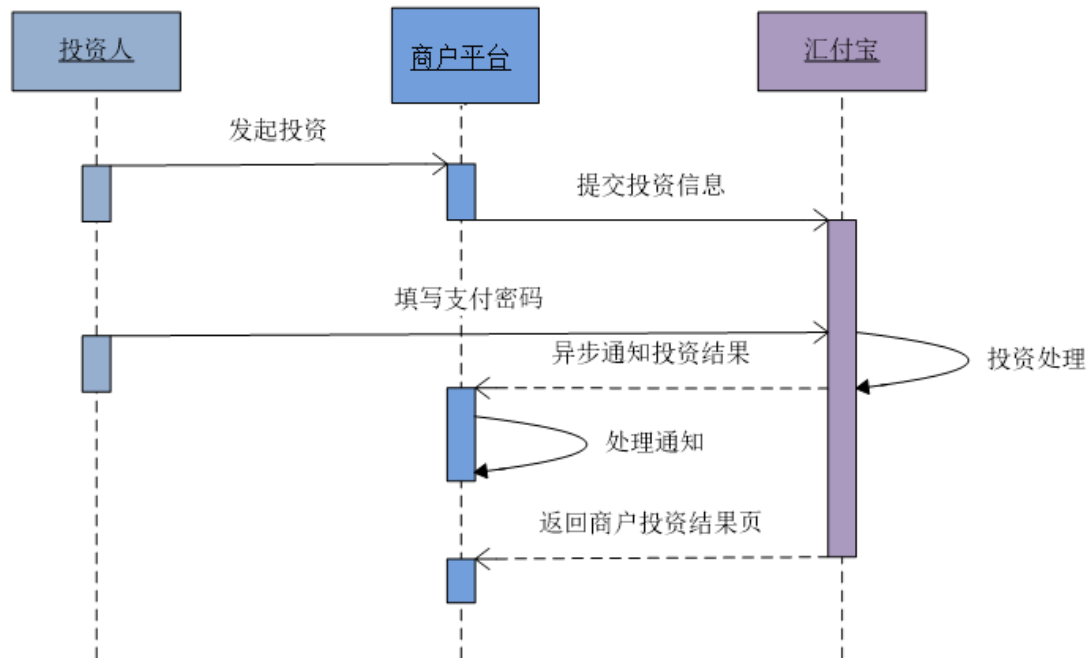 投资人
商户平台
汇付宝
发起投资
提交投资信息
填写支付密码
异步通知投资结果
投资处理
处理通知
返回商户投资结果页